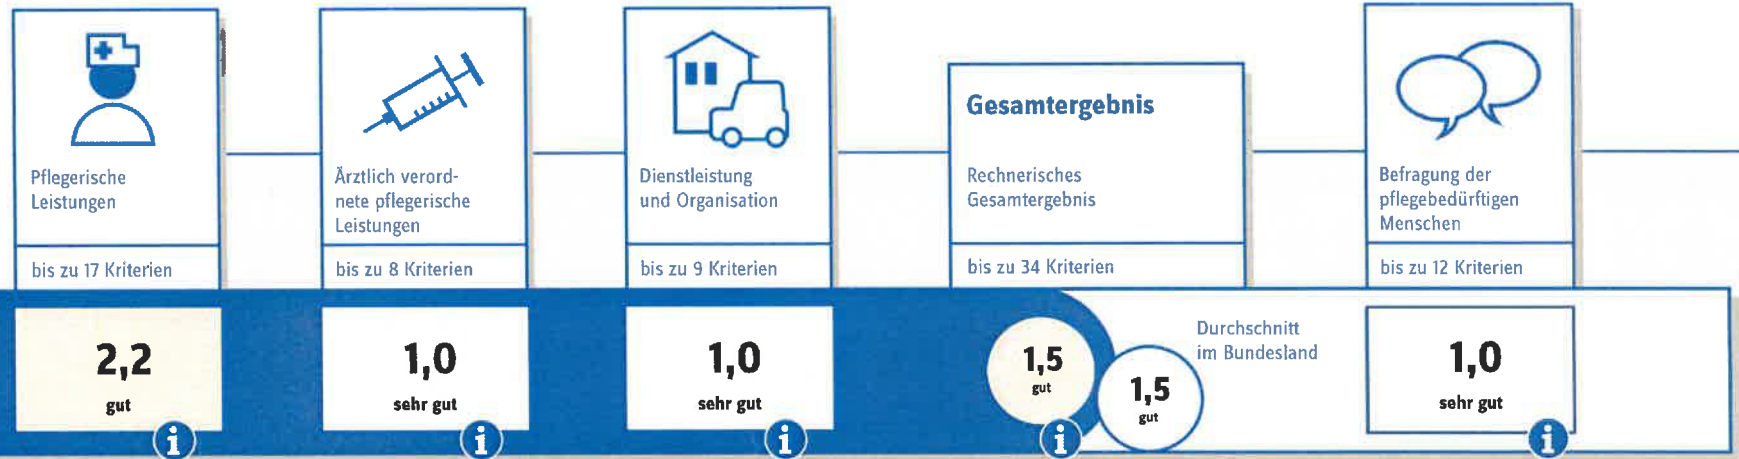 Pflegerische
Leistungen
bis zu 17 Kriterien
2,2
gut
Ärztlich verord-
nete pflegerische
Leistungen
bis zu 8 Kriterien
1,0
sehr gut
Dienstleistung
und Organisation
bis zu 9 Kriterien
1,0
sehr gut
Gesamtergebnis
Rechnerisches
Gesamtergebnis
bis zu 34 Kriterien
1,5
gut
1,5
gut
Durchschnitt
im Bundesland
Befragung der
pflegebedürftigen
Menschen
bis zu 12 Kriterien
1,0
sehr gut